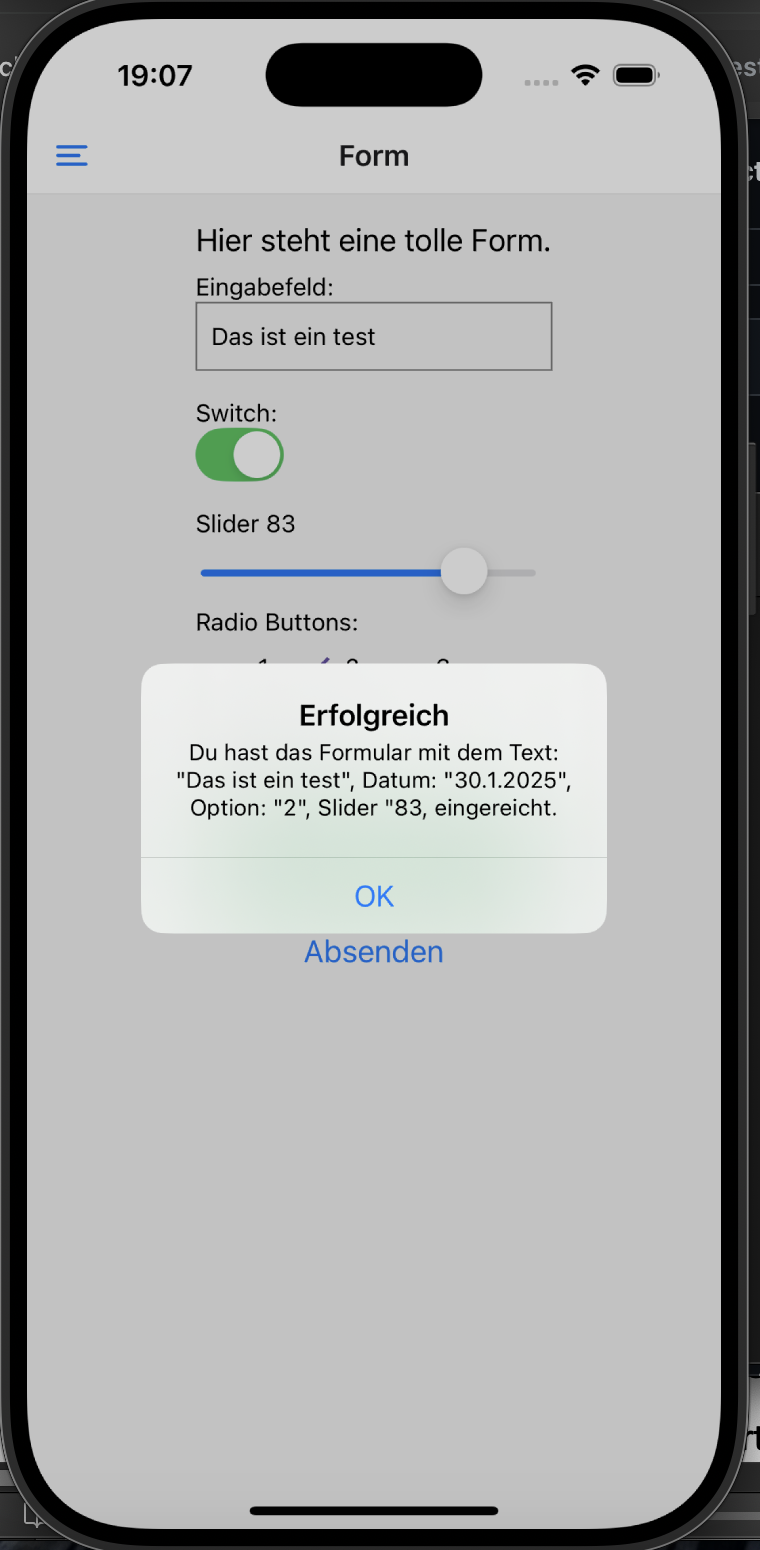 19:07
Form
Hier steht eine tolle Form.
Eingabefeld:
Das ist ein test
Switch:
Slider 83
Radio Buttons:
Erfolgreich
Du hast das Formular mit dem Text:
"Das ist ein test", Datum: "30.1.2025",
Option: "2", Slider "83, eingereicht.
OK
Absenden